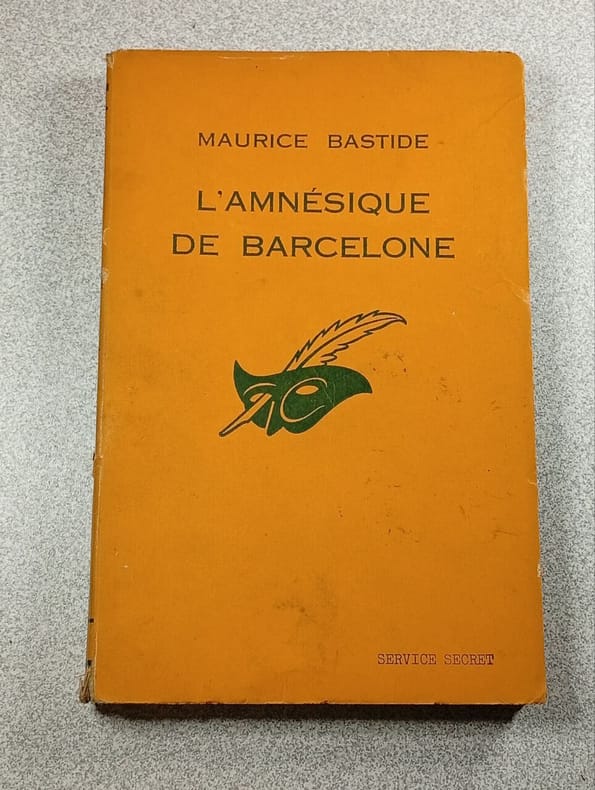 MAURICE BASTIDE
L'AMNÉSIQUE
DE BARCELONE
SERVICE SECRET